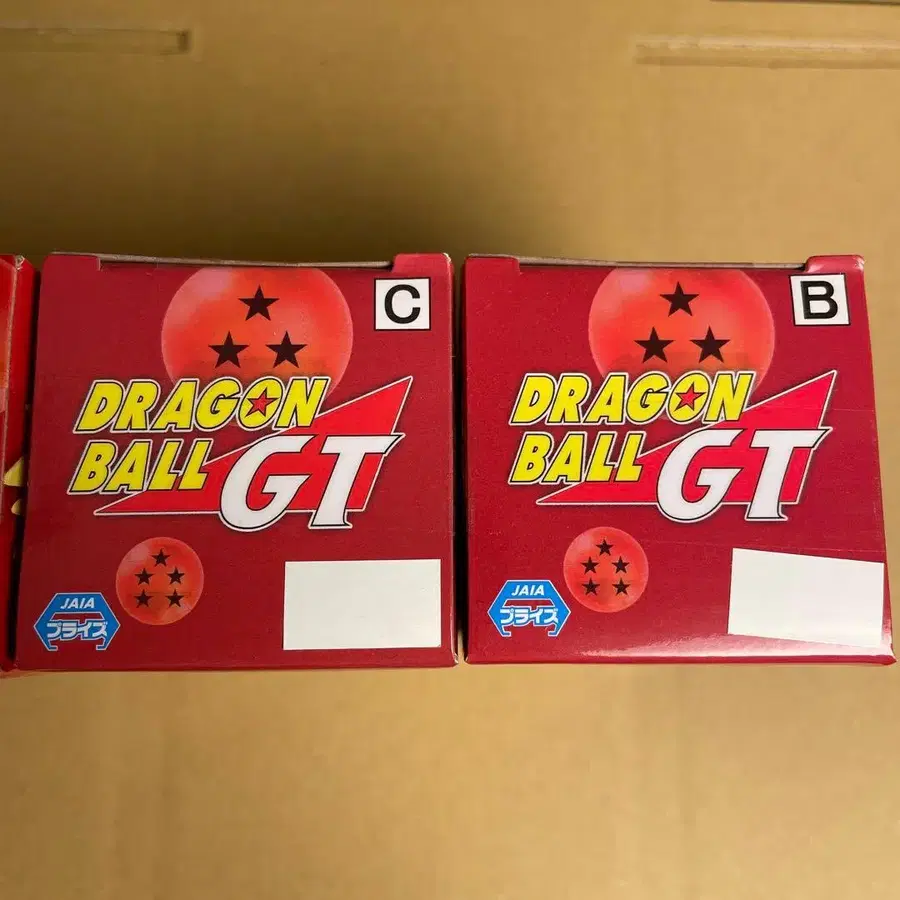 C
DRAGON
BALL GT
JAIA
プライズ
B
DRAGON
BALL GT
JAIA
プライズ